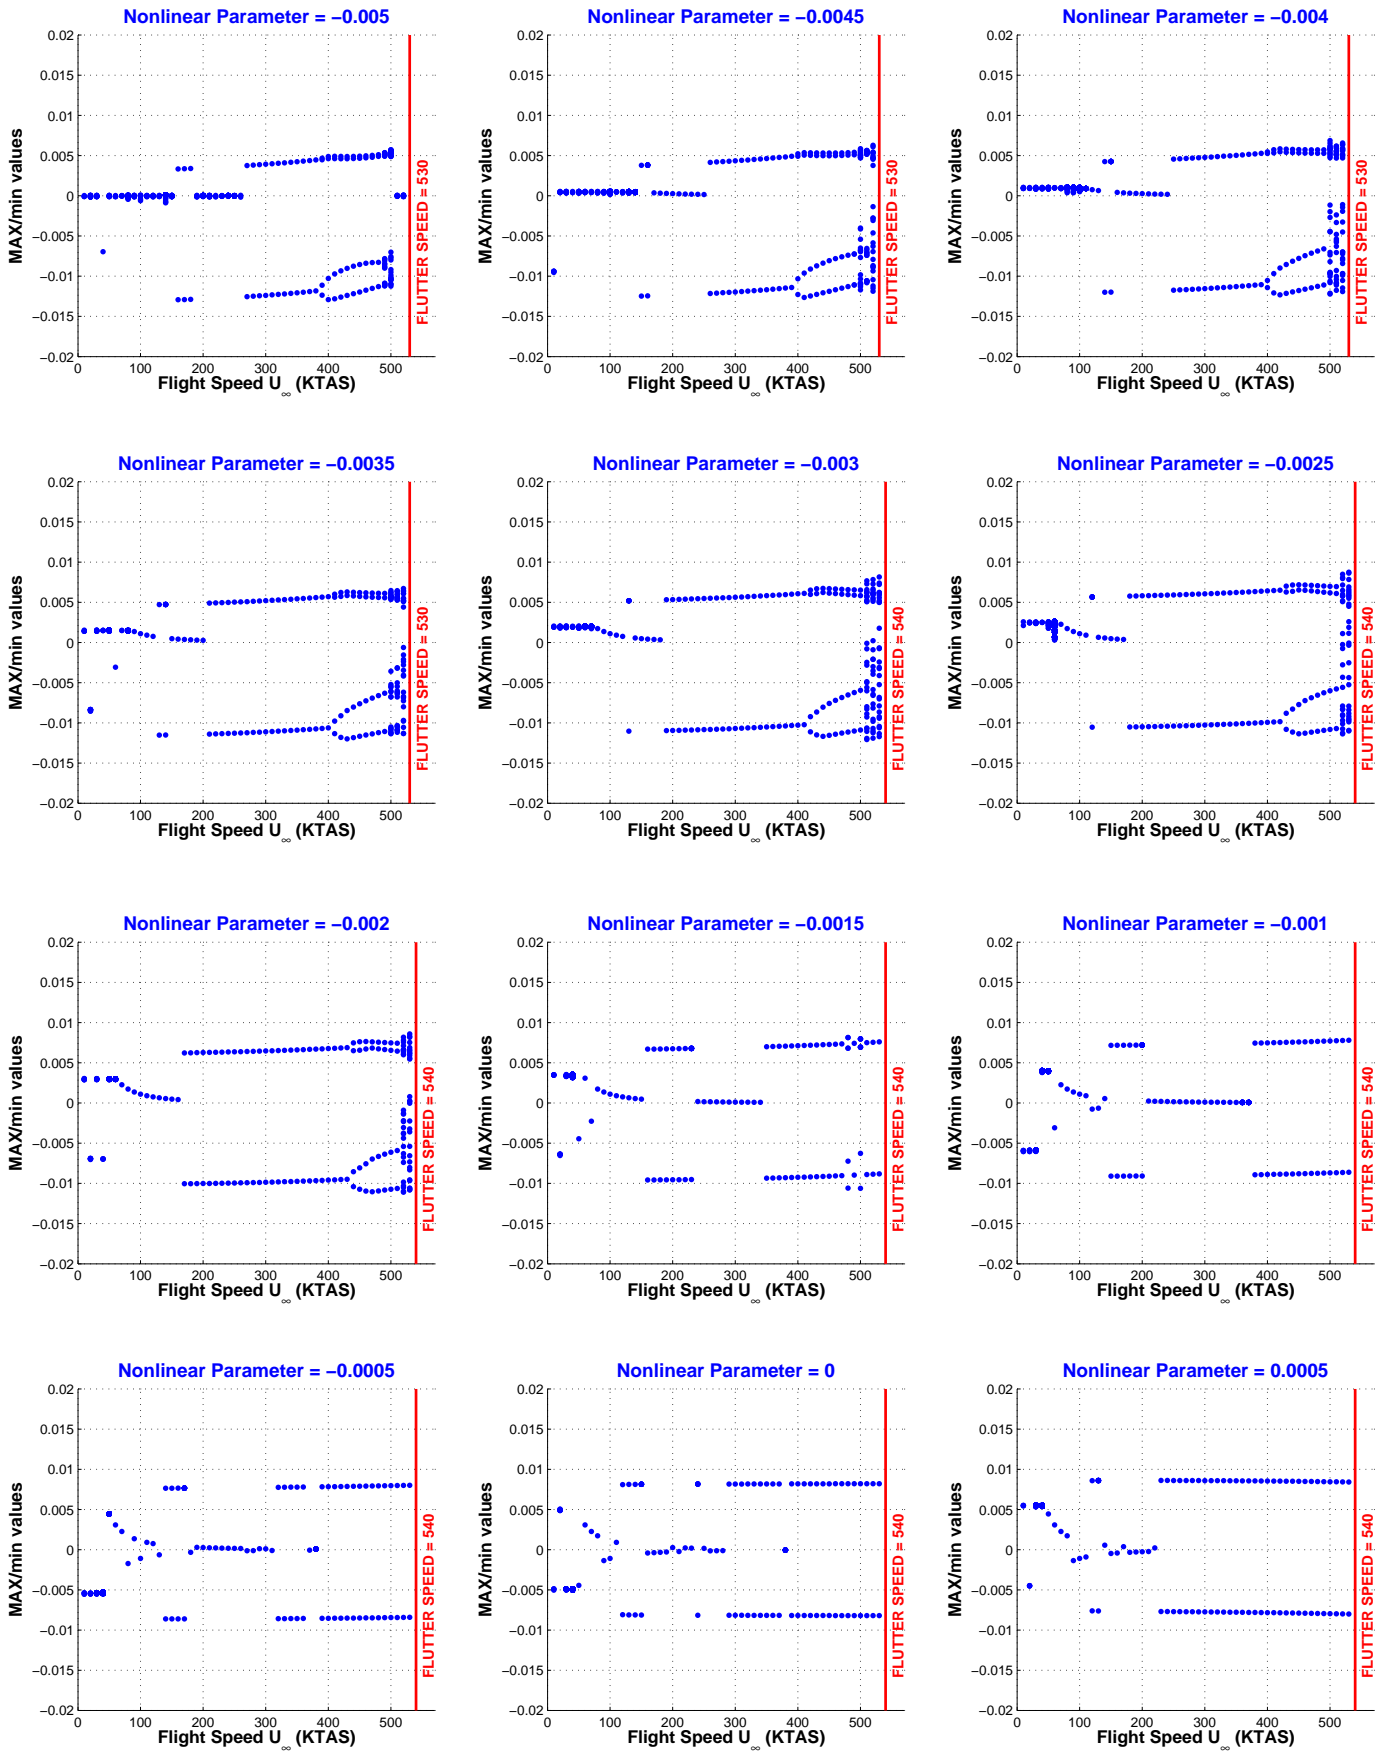 Nonlinear Parameter = −0.005
0.02
0.015
0.01
0.005
0
−0.005
−0.01
−0.015
−0.02
MAX/min values
FLUTTER SPEED = 530
0 100 200 300 400 500
Flight Speed U∞ (KTAS)
Nonlinear Parameter = −0.0045
0.02
0.015
0.01
0.005
0
−0.005
−0.01
−0.015
−0.02
MAX/min values
FLUTTER SPEED = 530
0 100 200 300 400 500
Flight Speed U∞ (KTAS)
Nonlinear Parameter = −0.004
0.02
0.015
0.01
0.005
0
−0.005
−0.01
−0.015
−0.02
MAX/min values
FLUTTER SPEED = 530
0 100 200 300 400 500
Flight Speed U∞ (KTAS)
Nonlinear Parameter = −0.0035
0.02
0.015
0.01
0.005
0
−0.005
−0.01
−0.015
−0.02
MAX/min values
FLUTTER SPEED = 530
0 100 200 300 400 500
Flight Speed U∞ (KTAS)
Nonlinear Parameter = −0.003
0.02
0.015
0.01
0.005
0
−0.005
−0.01
−0.015
−0.02
MAX/min values
FLUTTER SPEED = 540
0 100 200 300 400 500
Flight Speed U∞ (KTAS)
Nonlinear Parameter = −0.0025
0.02
0.015
0.01
0.005
0
−0.005
−0.01
−0.015
−0.02
MAX/min values
FLUTTER SPEED = 540
0 100 200 300 400 500
Flight Speed U∞ (KTAS)
Nonlinear Parameter = −0.002
0.02
0.015
0.01
0.005
0
−0.005
−0.01
−0.015
−0.02
MAX/min values
FLUTTER SPEED = 540
0 100 200 300 400 500
Flight Speed U∞ (KTAS)
Nonlinear Parameter = −0.0015
0.02
0.015
0.01
0.005
0
−0.005
−0.01
−0.015
−0.02
MAX/min values
FLUTTER SPEED = 540
0 100 200 300 400 500
Flight Speed U∞ (KTAS)
Nonlinear Parameter = −0.001
0.02
0.015
0.01
0.005
0
−0.005
−0.01
−0.015
−0.02
MAX/min values
FLUTTER SPEED = 540
0 100 200 300 400 500
Flight Speed U∞ (KTAS)
Nonlinear Parameter = −0.0005
0.02
0.015
0.01
0.005
0
−0.005
−0.01
−0.015
−0.02
MAX/min values
FLUTTER SPEED = 540
0 100 200 300 400 500
Flight Speed U∞ (KTAS)
Nonlinear Parameter = 0
0.02
0.015
0.01
0.005
0
−0.005
−0.01
−0.015
−0.02
MAX/min values
FLUTTER SPEED = 540
0 100 200 300 400 500
Flight Speed U∞ (KTAS)
Nonlinear Parameter = 0.0005
0.02
0.015
0.01
0.005
0
−0.005
−0.01
−0.015
−0.02
MAX/min values
FLUTTER SPEED = 540
0 100 200 300 400 500
Flight Speed U∞ (KTAS)